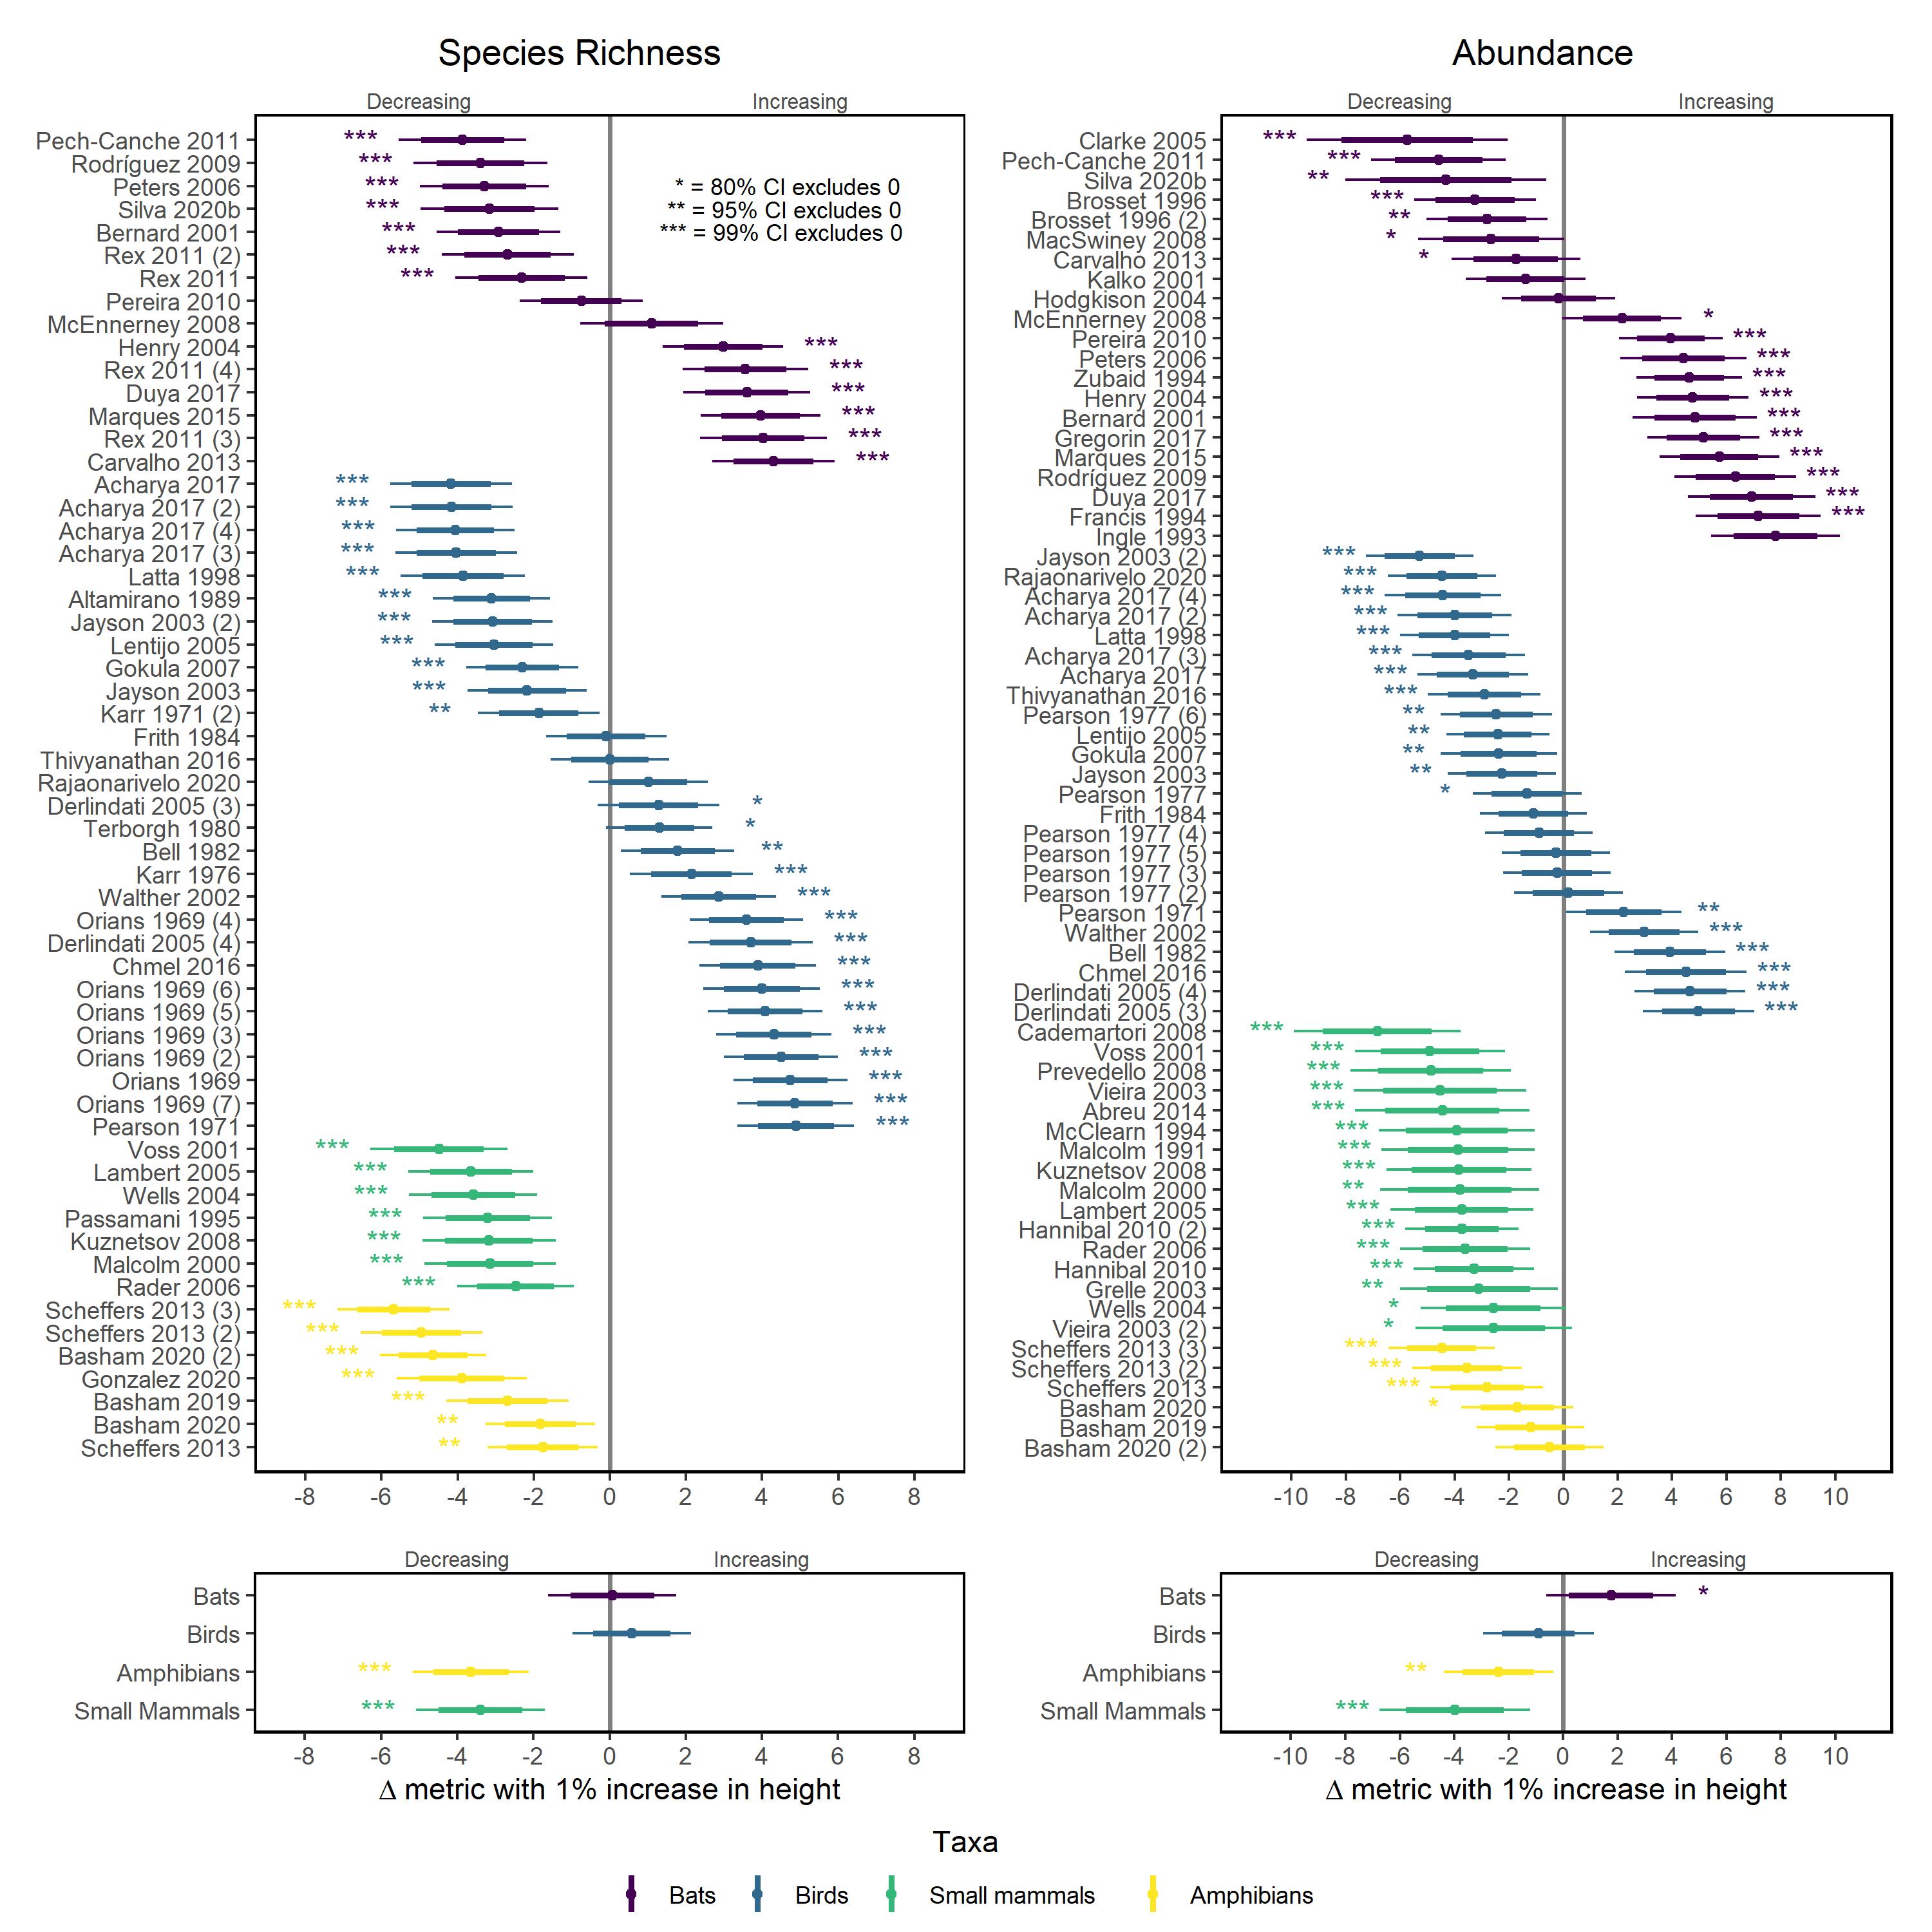 Species Richness
Decreasing Increasing
Pech-Canche 2011 ***
Rodríguez 2009 ***
Peters 2006 ***
Silva 2020b ***
Bernard 2001 ***
Rex 2011 (2) ***
Rex 2011 ***
Pereira 2010
McEnnerney 2008
Henry 2004 ***
Rex 2011 (4) ***
Duya 2017 ***
Marques 2015 ***
Rex 2011 (3) ***
Carvalho 2013 ***
Acharya 2017 ***
Acharya 2017 (2) ***
Acharya 2017 (4) ***
Acharya 2017 (3) ***
Latta 1998 ***
Altamirano 1989 ***
Jayson 2003 (2) ***
Lentijo 2005 ***
Gokula 2007 ***
Jayson 2003 ***
Karr 1971 (2) **
Frith 1984
Thivyanathan 2016
Rajaonarivelo 2020
Derlindati 2005 (3) *
Terborgh 1980 *
Bell 1982 **
Karr 1976 ***
Walther 2002 ***
Orians 1969 (4) ***
Derlindati 2005 (4) ***
Chmel 2016 ***
Orians 1969 (6) ***
Orians 1969 (5) ***
Orians 1969 (3) ***
Orians 1969 (2) ***
Orians 1969 ***
Orians 1969 (7) ***
Pearson 1971 ***
Voss 2001 ***
Lambert 2005 ***
Wells 2004 ***
Passamani 1995 ***
Kuznetsov 2008 ***
Malcolm 2000 ***
Rader 2006 ***
Scheffers 2013 (3) ***
Scheffers 2013 (2) ***
Basham 2020 (2) ***
Gonzalez 2020 ***
Basham 2019 ***
Basham 2020 **
Scheffers 2013 **
* = 80% CI excludes 0
** = 95% CI excludes 0
*** = 99% CI excludes 0
-8 -6 -4 -2 0 2 4 6 8
Abundance
Decreasing Increasing
Clarke 2005 ***
Pech-Canche 2011 ***
Silva 2020b **
Brosset 1996 ***
Brosset 1996 (2) **
MacSwiney 2008 *
Carvalho 2013 *
Kalko 2001
Hodgkison 2004
McEnnerney 2008 *
Pereira 2010 ***
Peters 2006 ***
Zubaid 1994 ***
Henry 2004 ***
Bernard 2001 ***
Gregorin 2017 ***
Marques 2015 ***
Rodríguez 2009 ***
Duya 2017 ***
Francis 1994 ***
Ingle 1993
Jayson 2003 (2) ***
Rajaonarivelo 2020 ***
Acharya 2017 (4) ***
Acharya 2017 (2) ***
Latta 1998 ***
Acharya 2017 (3) ***
Acharya 2017 ***
Thivyanathan 2016 ***
Pearson 1977 (6) **
Lentijo 2005 **
Gokula 2007 **
Jayson 2003 **
Pearson 1977 *
Frith 1984
Pearson 1977 (4)
Pearson 1977 (5)
Pearson 1977 (3)
Pearson 1977 (2)
Pearson 1971 **
Walther 2002 ***
Bell 1982 ***
Chmel 2016 ***
Derlindati 2005 (4) ***
Derlindati 2005 (3) ***
Cademartori 2008 ***
Voss 2001 ***
Prevedello 2008 ***
Vieira 2003 ***
Abreu 2014 ***
McClearn 1994 ***
Malcolm 1991 ***
Kuznetsov 2008 ***
Malcolm 2000 **
Lambert 2005 ***
Hannibal 2010 (2) ***
Rader 2006 ***
Hannibal 2010 ***
Grelle 2003 **
Wells 2004 *
Vieira 2003 (2) *
Scheffers 2013 (3) ***
Scheffers 2013 (2) ***
Scheffers 2013 ***
Basham 2020 *
Basham 2019
Basham 2020 (2)
-10 -8 -6 -4 -2 0 2 4 6 8 10
Decreasing Increasing
Bats
Birds
Amphibians ***
Small Mammals ***
-8 -6 -4 -2 0 2 4 6 8
Δ metric with 1% increase in height
Decreasing Increasing
Bats *
Birds
Amphibians **
Small Mammals ***
-10 -8 -6 -4 -2 0 2 4 6 8 10
Δ metric with 1% increase in height
Taxa
Bats Birds Small mammals Amphibians